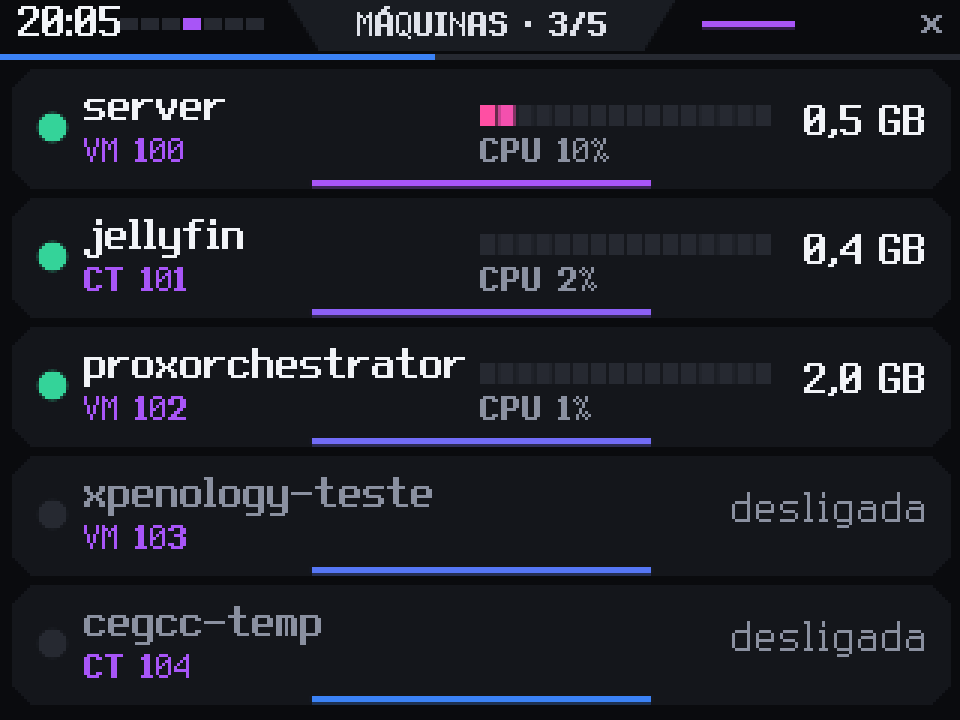 20:05
MÁQUINAS · 3/5
x
server
VM 100
CPU 10%
0,5 GB
jellyfin
CT 101
CPU 2%
0,4 GB
proxorchestrator
VM 102
CPU 1%
2,0 GB
xpenology-teste
VM 103
desligada
cegcc-temp
CT 104
desligada